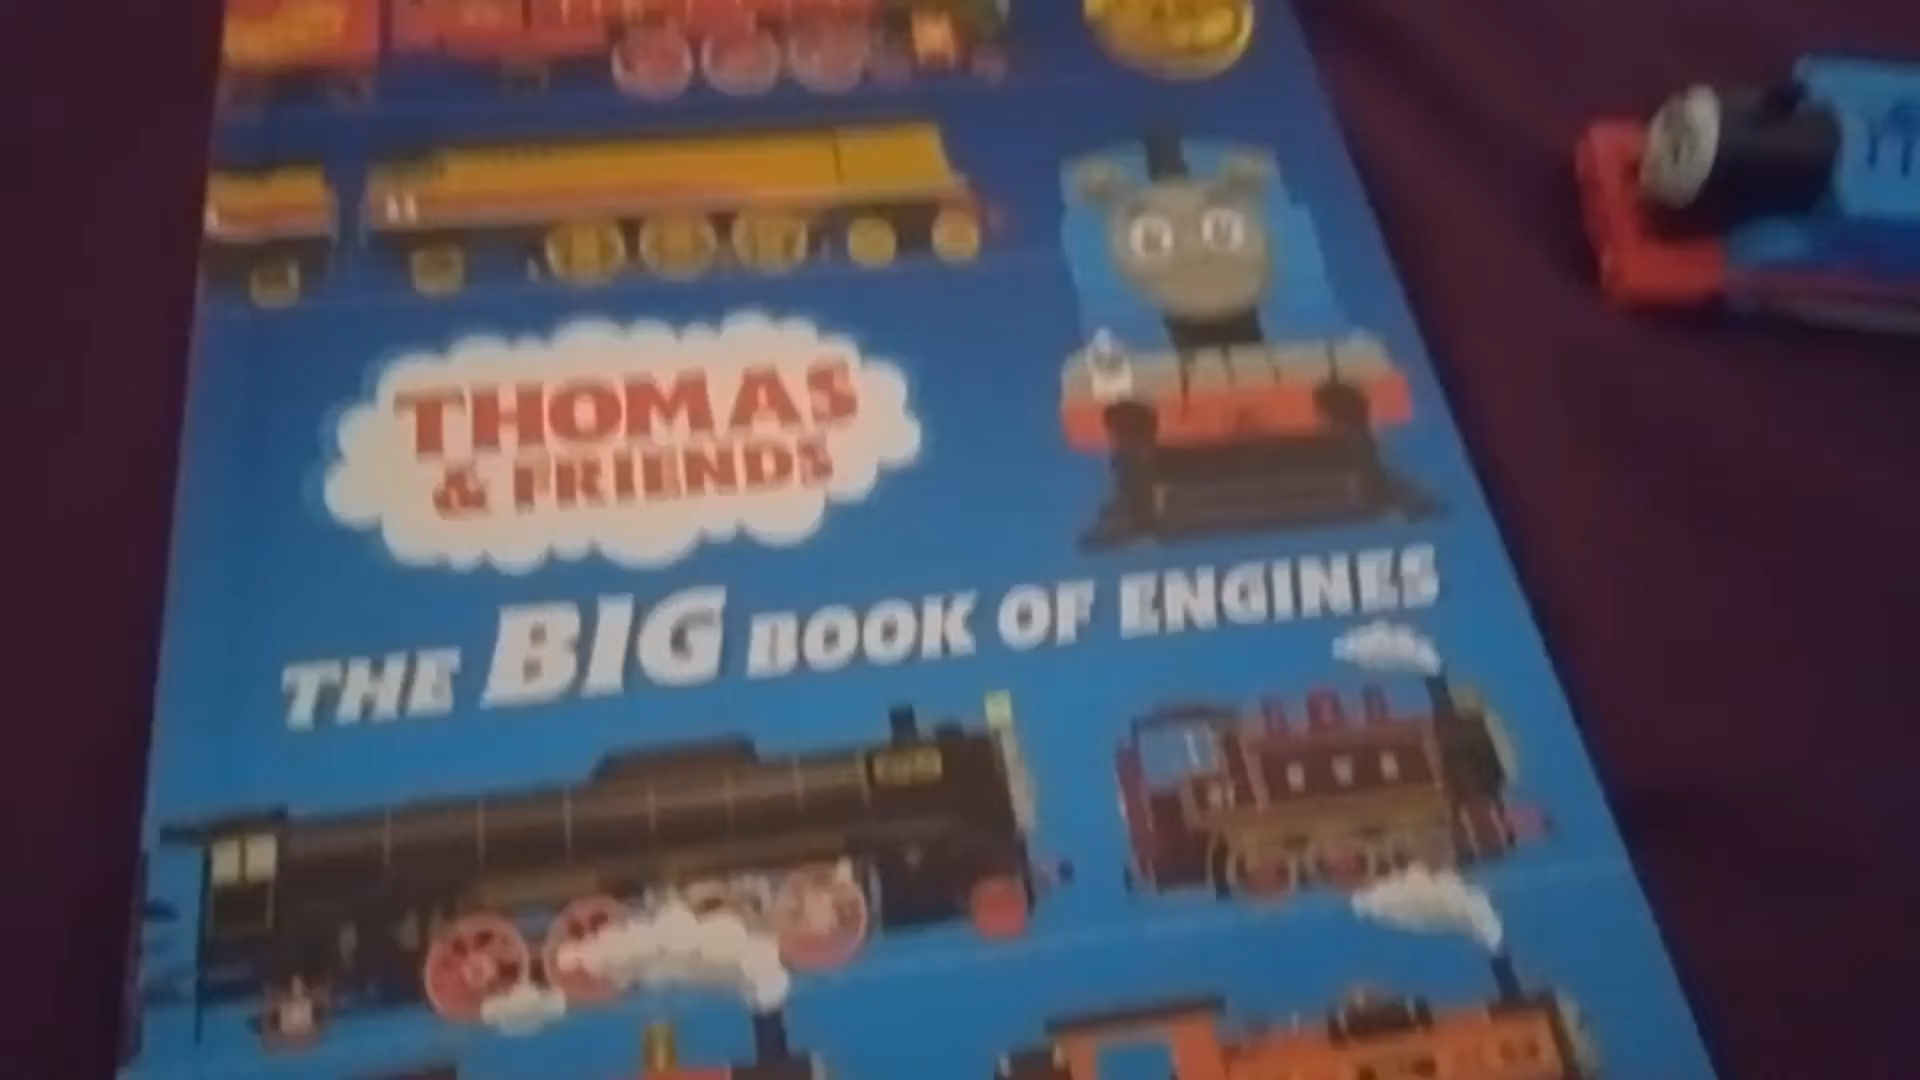 THOMAS
& FRIENDS
THE BIG BOOK OF ENGINES